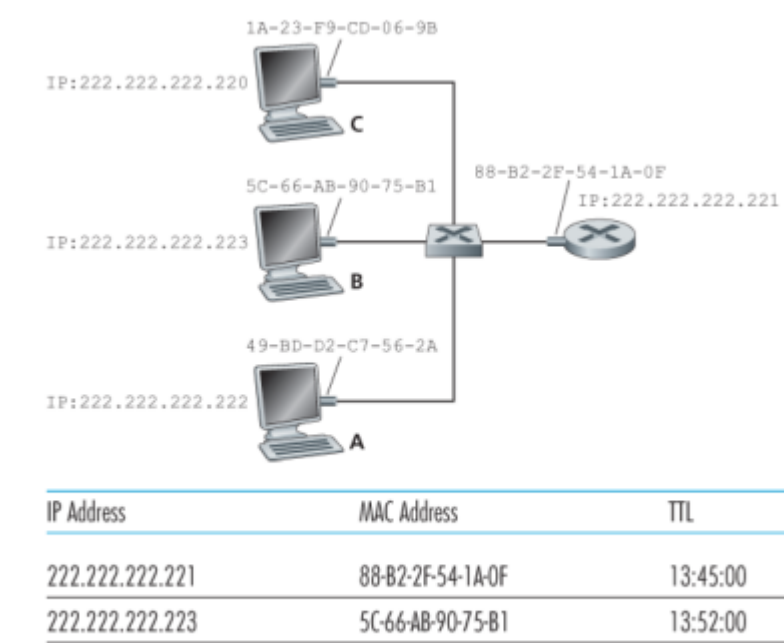 1A-23-F9-CD-06-9B
IP:222.222.222.220
C
5C-66-AB-90-75-B1
88-B2-2F-54-1A-0F
IP:222.222.222.221
IP:222.222.222.223
B
49-BD-D2-C7-56-2A
IP:222.222.222.222
A
IP Address MAC Address TTL
222.222.222.221 88-B2-2F-54-1A-0F 13:45:00
222.222.222.223 5C-66-AB-90-75-B1 13:52:00